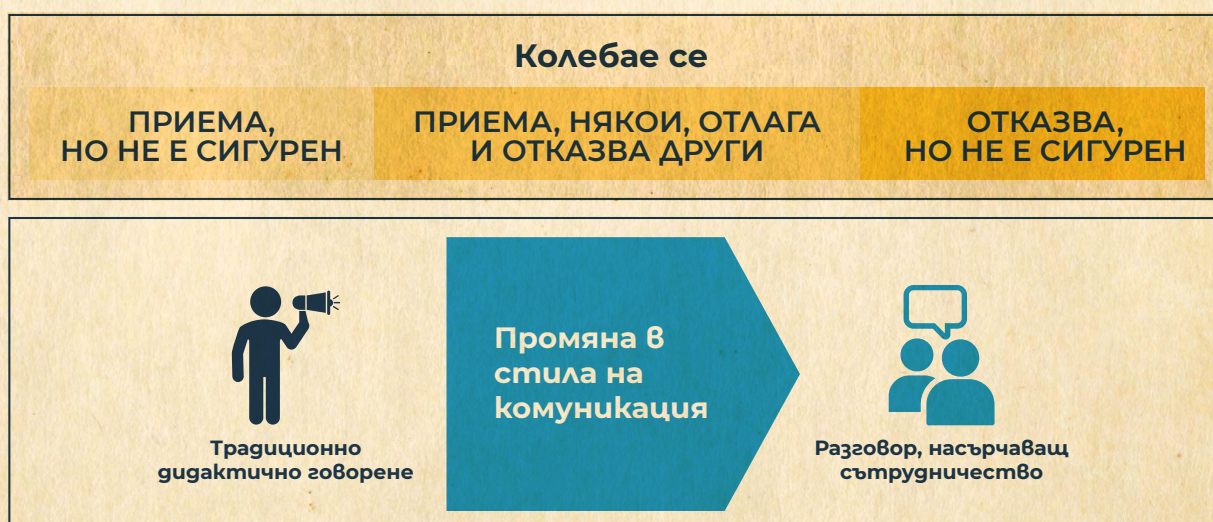 Колебае се
ПРИЕМА,
НО НЕ Е СИГУРЕН
ПРИЕМА, НЯКОИ, ОТЛАГА
И ОТКАЗВА ДРУГИ
ОТКАЗВА,
НО НЕ Е СИГУРЕН
Промяна в
стила на
комуникация
Традиционно
дидактично говорене
Разговор, насърчаващ
сътрудничество